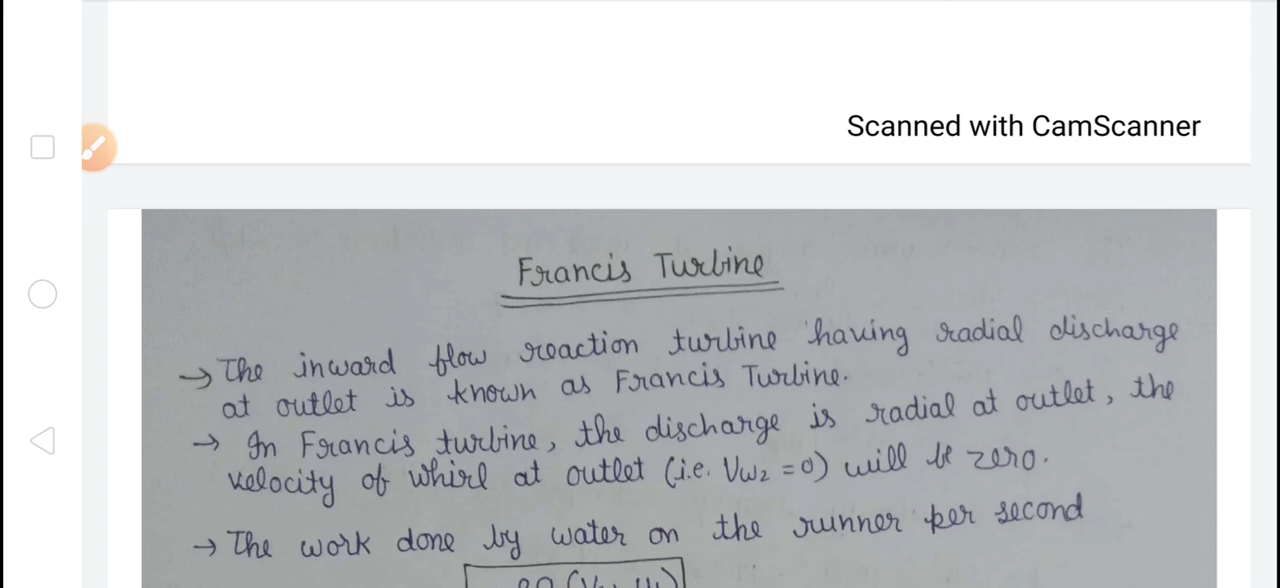 Scanned with CamScanner
Francis Turbine
→ The inward flow reaction turbine having radial discharge
at outlet is known as Francis Turbine.
→ In Francis turbine, the discharge is radial at outlet, the
velocity of whirl at outlet (i.e. Vw2 = 0) will be zero.
→ The work done by water on the runner per second